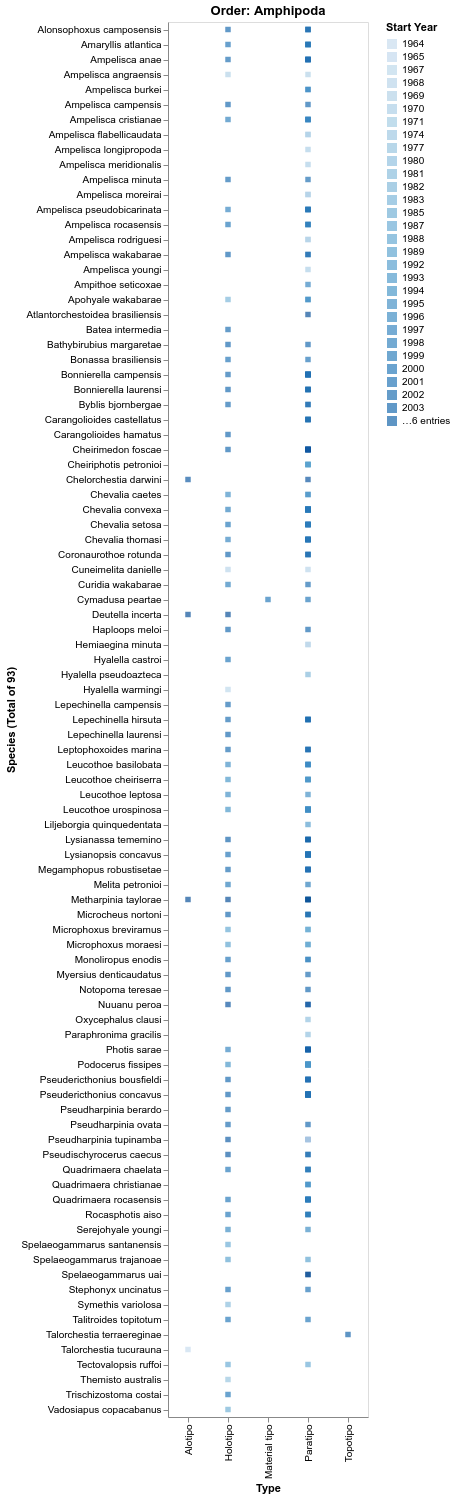 Order: Amphipoda
Start Year
1964
1965
1967
1968
1969
1970
1971
1974
1977
1980
1981
1982
1983
1985
1987
1988
1989
1992
1993
1994
1995
1996
1997
1998
1999
2000
2001
2002
2003
…6 entries
Species (Total of 93)
Alonsophoxus camposensis
Amaryllis atlantica
Ampelisca anae
Ampelisca angraensis
Ampelisca burkei
Ampelisca campensis
Ampelisca cristianae
Ampelisca flabellicaudata
Ampelisca longipropoda
Ampelisca meridionalis
Ampelisca minuta
Ampelisca moreirai
Ampelisca pseudobicarinata
Ampelisca rocasensis
Ampelisca rodriguesi
Ampelisca wakabarae
Ampelisca youngi
Ampithoe seticoxae
Apohyale wakabarae
Atlantorchestoidea brasiliensis
Batea intermedia
Bathybirubius margaretae
Bonassa brasiliensis
Bonnierella campensis
Bonnierella laurensi
Byblis bjornbergae
Carangolioides castellatus
Carangolioides hamatus
Cheirimedon foscae
Cheiriphotis petronioi
Chelorchestia darwini
Chevalia caetes
Chevalia convexa
Chevalia setosa
Chevalia thomasi
Coronaurothoe rotunda
Cuneimelita danielle
Curidia wakabarae
Cymadusa peartae
Deutella incerta
Haploops meloi
Hemiaegina minuta
Hyalella castroi
Hyalella pseudoazteca
Hyalella warmingi
Lepechinella campensis
Lepechinella hirsuta
Lepechinella laurensi
Leptophoxoides marina
Leucothoe basilobata
Leucothoe cheiriserra
Leucothoe leptosa
Leucothoe urospinosa
Liljeborgia quinquedentata
Lysianassa tememino
Lysianopsis concavus
Megamphopus robustisetae
Melita petronioi
Metharpinia taylorae
Microcheus nortoni
Microphoxus breviramus
Microphoxus moraesi
Monoliropus enodis
Myersius denticaudatus
Notopoma teresae
Nuuanu peroa
Oxycephalus clausi
Paraphronima gracilis
Photis sarae
Podocerus fissipes
Pseudericthonius bousfieldi
Pseudericthonius concavus
Pseudharpinia berardo
Pseudharpinia ovata
Pseudharpinia tupinamba
Pseudischyrocerus caecus
Quadrimaera chaelata
Quadrimaera christianae
Quadrimaera rocasensis
Rocasphotis aiso
Serejohyale youngi
Spelaeogammarus santanensis
Spelaeogammarus trajanoae
Spelaeogammarus uai
Stephonyx uncinatus
Symethis variolosa
Talitroides topitotum
Talorchestia terraereginae
Talorchestia tucurauna
Tectovalopsis ruffoi
Themisto australis
Trischizostoma costai
Vadosiapus copacabanus
Alotipo
Holotipo
Material tipo
Paratipo
Topotipo
Type